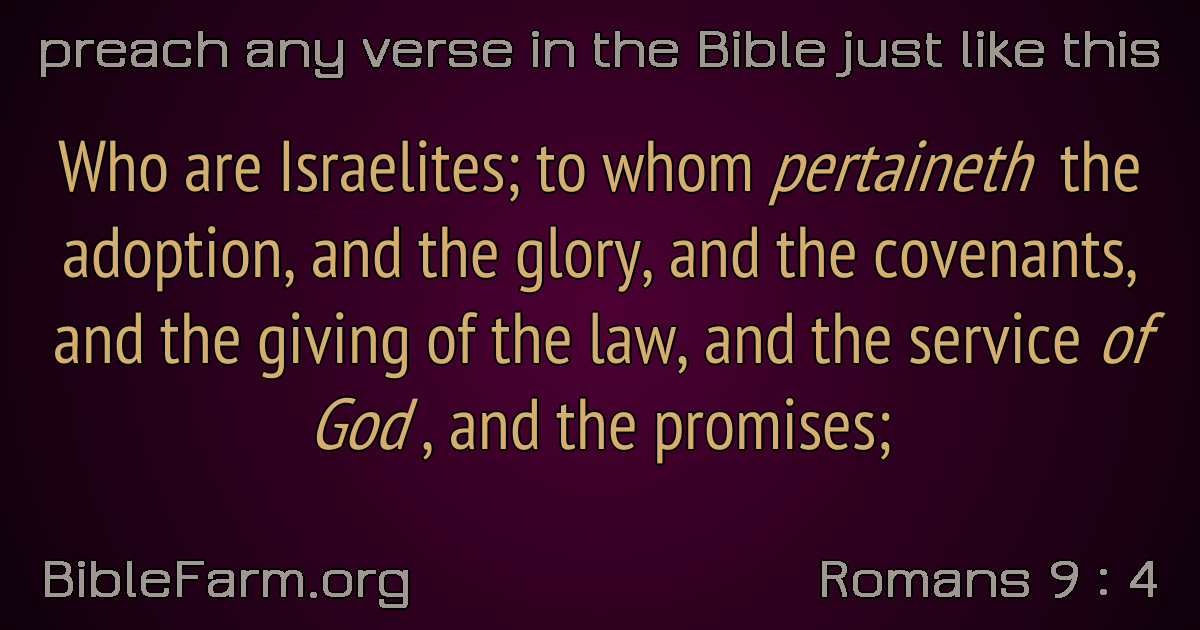 preach any verse in the Bible just like this
Who are Israelites; to whom pertaineth the
adoption, and the glory, and the covenants,
and the giving of the law, and the service of
God , and the promises;
BibleFarm.org
Romans 9 : 4